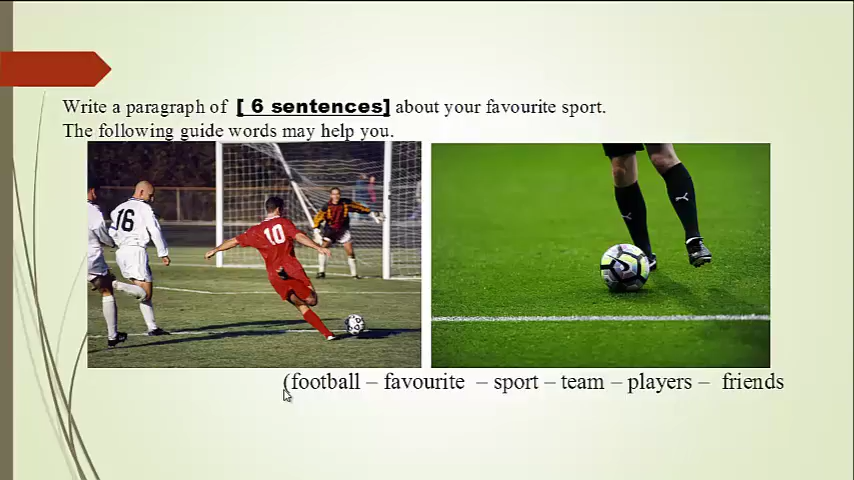 Write a paragraph of [ 6 sentences] about your favourite sport.
The following guide words may help you.
16
10
(football – favourite – sport – team – players – friends